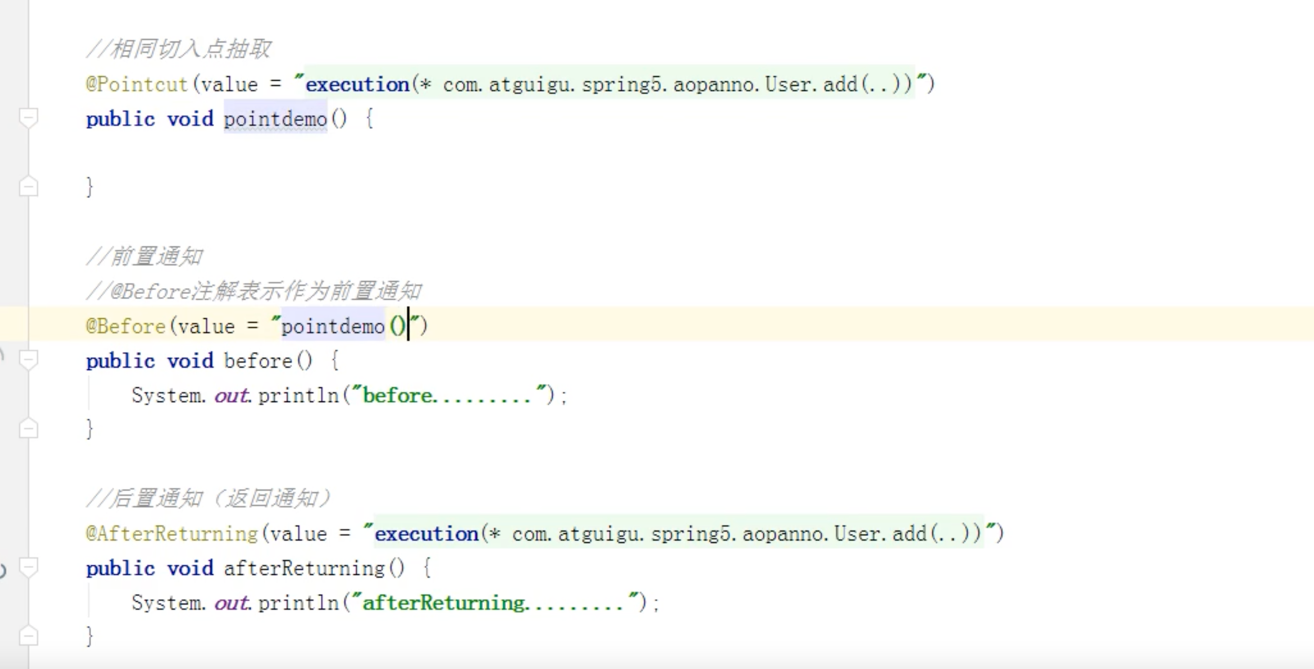 //相同切入点抽取
@Pointcut(value = "execution(* com.atguigu.spring5.aopanno.User.add(..))")
public void pointdemo() {
}
//前置通知
//@Before注解表示作为前置通知
@Before(value = "pointdemo()")
public void before() {
System.out.println("before.........");
}
//后置通知（返回通知）
@AfterReturning(value = "execution(* com.atguigu.spring5.aopanno.User.add(..))")
public void afterReturning() {
System.out.println("afterReturning.........");
}